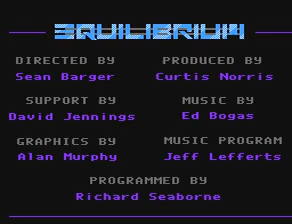 EQUILIBRIUM
DIRECTED BY PRODUCED BY
Sean Barger Curtis Norris
SUPPORT BY MUSIC BY
David Jennings Ed Bogas
GRAPHICS BY MUSIC PROGRAM
Alan Murphy Jeff Lefferts
PROGRAMMED BY
Richard Seaborne